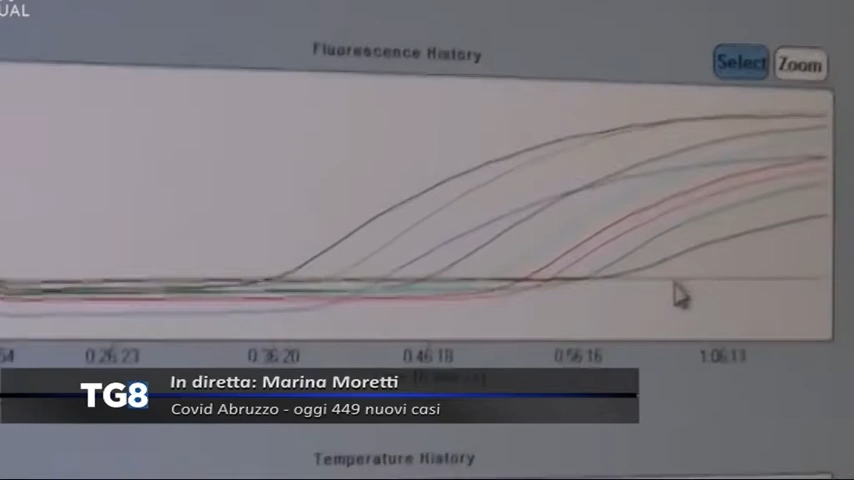 UAL
Fluorescence History
Select Zoom
54 0:26:23 0:36:20 0:46:18 0:56:16 1:06:13
TG8
In diretta: Marina Moretti
Covid Abruzzo - oggi 449 nuovi casi
Temperature History